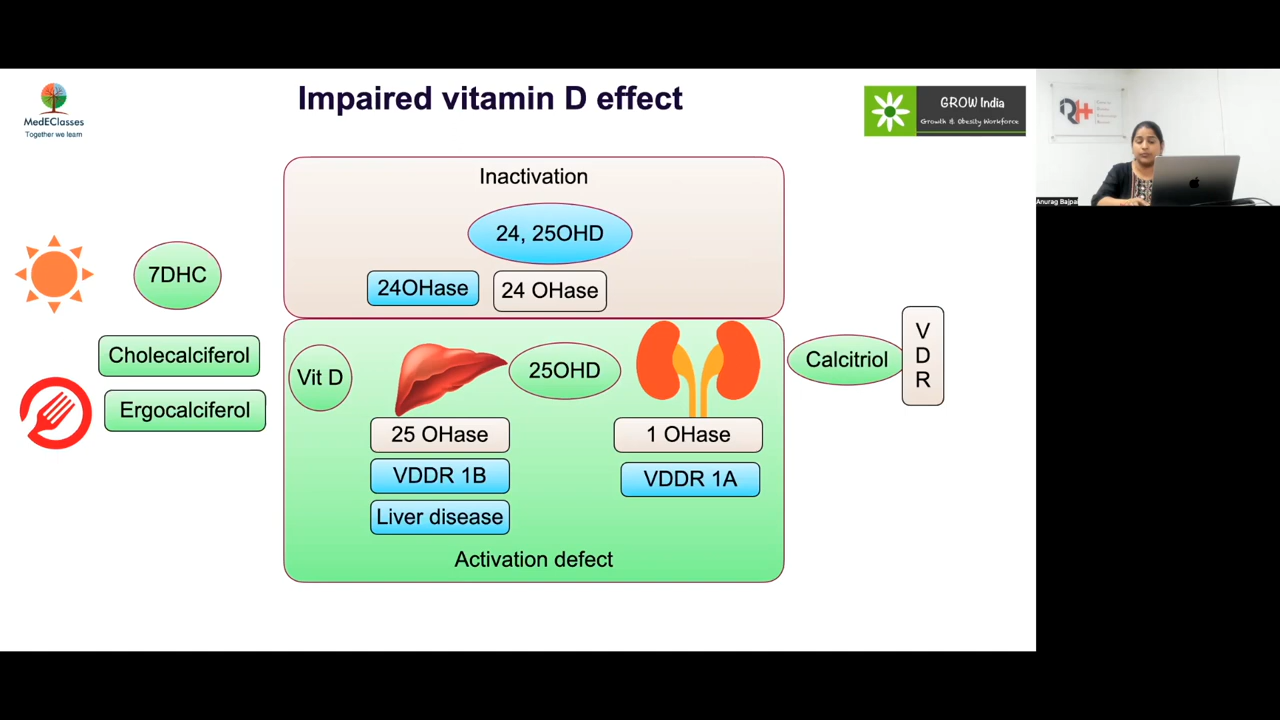 Impaired vitamin D effect
MedEClasses
Together we learn
GROW India
Growth & Obesity Workforce
Inactivation
24, 25OHD
24OHase
24 OHase
7DHC
Cholecalciferol
Ergocalciferol
Vit D
25OHD
25 OHase
VDDR 1B
Liver disease
1 OHase
VDDR 1A
Activation defect
Calcitriol
V
D
R
Anurag Bajpai